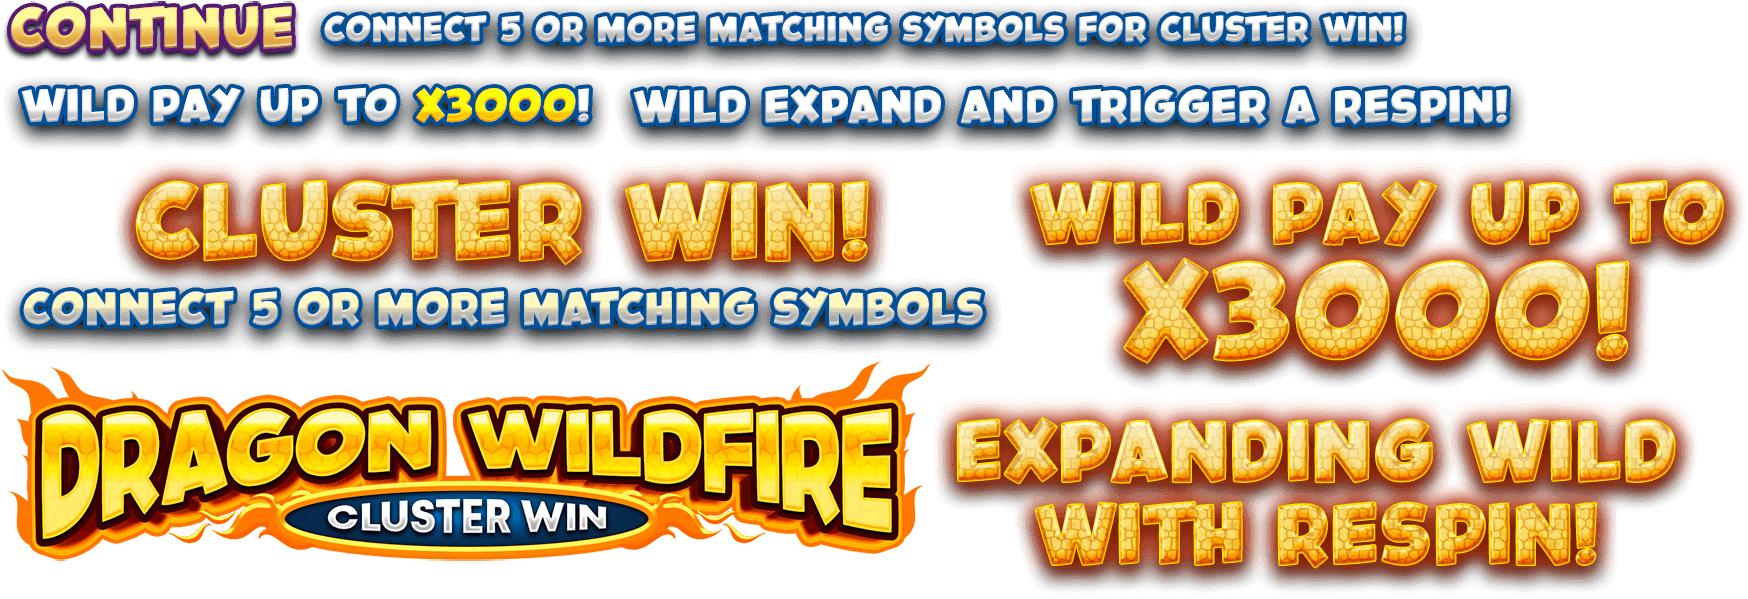 CONTINUE
CONNECT 5 OR MORE MATCHING SYMBOLS FOR CLUSTER WIN!
WILD PAY UP TO X3000!
WILD EXPAND AND TRIGGER A RESPIN!
CLUSTER WIN!
CONNECT 5 OR MORE MATCHING SYMBOLS
WILD PAY UP TO
X3000!
DRAGON WILDFIRE
CLUSTER WIN
EXPANDING WILD
WITH RESPIN!